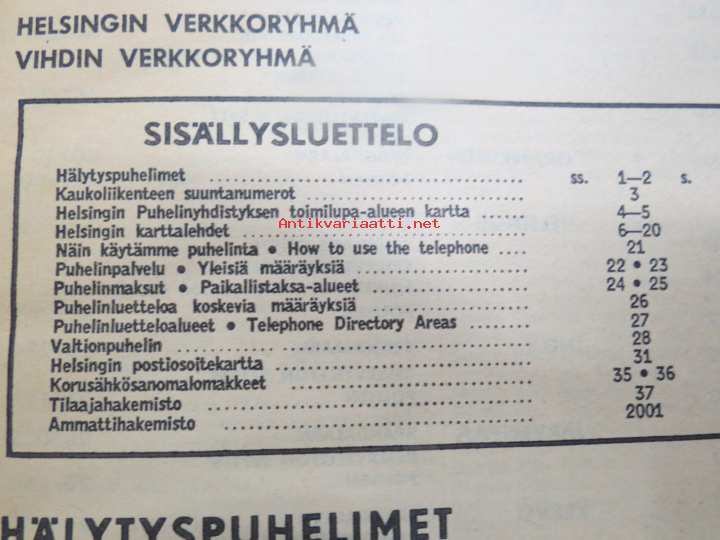 HELSINGIN VERKKORYHMÄ
VIHDIN VERKKORYHMÄ
SISÄLLYSLUETTELO
Hälytyspuhelimet ss. 1—2 s.
Kaukoliikenteen suuntanumerot 3
Helsingin Puhelinyhdistyksen toimilupa-alueen kartta 4—5
Antikvariaatti.net
Helsingin karttalehdet 6—20
Näin käytämme puhelinta • How to use the telephone 21
Puhelinpalvelu • Yleisiä määräyksiä 22 • 23
Puhelinmaksut • Paikallistaksa-alueet 24 • 25
Puhelinluetteloa koskevia määräyksiä 26
Puhelinluetteloalueet • Telephone Directory Areas 27
Valtionpuhelin 28
Helsingin postiosoitekartta 31
Korusähkösanomalomakkeet 35 • 36
Tilaajahakemisto 37
Ammattihakemisto 2001
HÄLYTYSPUHELIMET